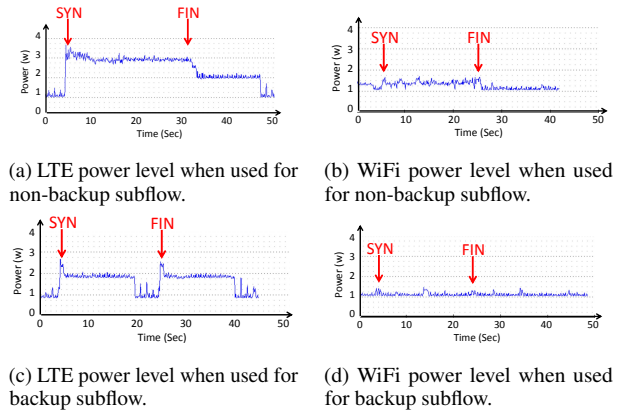 SYN FIN
Power (w)
4
3
2
1
0 10 20 30 40 50
Time (Sec)
SYN FIN
Power (w)
4
3
2
1
0 10 20 30 40 50
Time (Sec)
(a) LTE power level when used for
non-backup subflow.
(b) WiFi power level when used
for non-backup subflow.
SYN FIN
Power (w)
4
3
2
1
0 10 20 30 40 50
Time (Sec)
SYN FIN
Power (w)
4
3
2
1
0 10 20 30 40 50
Time (Sec)
(c) LTE power level when used for
backup subflow.
(d) WiFi power level when used
for backup subflow.